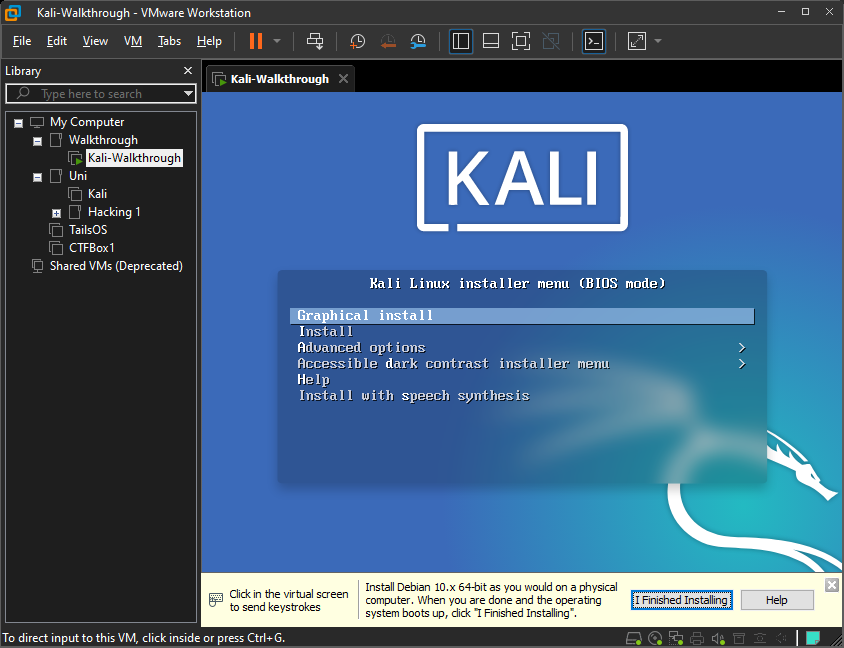 Kali-Walkthrough - VMware Workstation
File Edit View VM Tabs Help
Library
Type here to search
My Computer
Walkthrough
Kali-Walkthrough
Uni
Kali
Hacking 1
TailsOS
CTFBox1
Shared VMs (Deprecated)
Kali-Walkthrough
KALI
Kali Linux installer menu (BIOS mode)
Graphical install
Install
Advanced options >
Accessible dark contrast installer menu >
Help
Install with speech synthesis
Click in the virtual screen
to send keystrokes
Install Debian 10.x 64-bit as you would on a physical
computer. When you are done and the operating
system boots up, click "I Finished Installing".
I Finished Installing
Help
To direct input to this VM, click inside or press Ctrl+G.